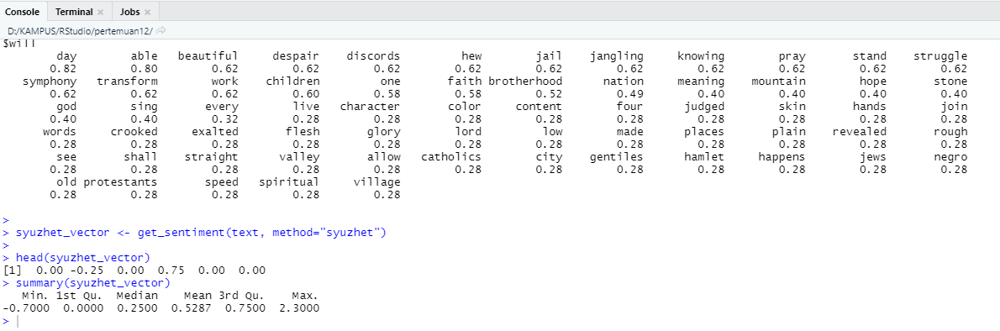 Console Terminal × Jobs ×
D:/KAMPUS/RStudio/pertemuan12/
$will
day able beautiful despair discords hew jail jangling knowing pray stand struggle
0.82 0.80 0.62 0.62 0.62 0.62 0.62 0.62 0.62 0.62 0.62 0.62
symphony transform work children one faith brotherhood nation meaning mountain hope stone
0.62 0.62 0.62 0.60 0.58 0.58 0.52 0.49 0.40 0.40 0.40 0.40
god sing every live character color content four judged skin hands join
0.40 0.40 0.32 0.28 0.28 0.28 0.28 0.28 0.28 0.28 0.28 0.28
words crooked exalted flesh glory lord low made places plain revealed rough
0.28 0.28 0.28 0.28 0.28 0.28 0.28 0.28 0.28 0.28 0.28 0.28
see shall straight valley allow catholics city gentiles hamlet happens jews negro
0.28 0.28 0.28 0.28 0.28 0.28 0.28 0.28 0.28 0.28 0.28 0.28
old protestants speed spiritual village
0.28 0.28 0.28 0.28 0.28
>
> syuzhet_vector <- get_sentiment(text, method="syuzhet")
>
> head(syuzhet_vector)
[1] 0.00 -0.25 0.00 0.75 0.00 0.00
> summary(syuzhet_vector)
Min. 1st Qu. Median Mean 3rd Qu. Max.
-0.7000 0.0000 0.2500 0.5287 0.7500 2.3000
>